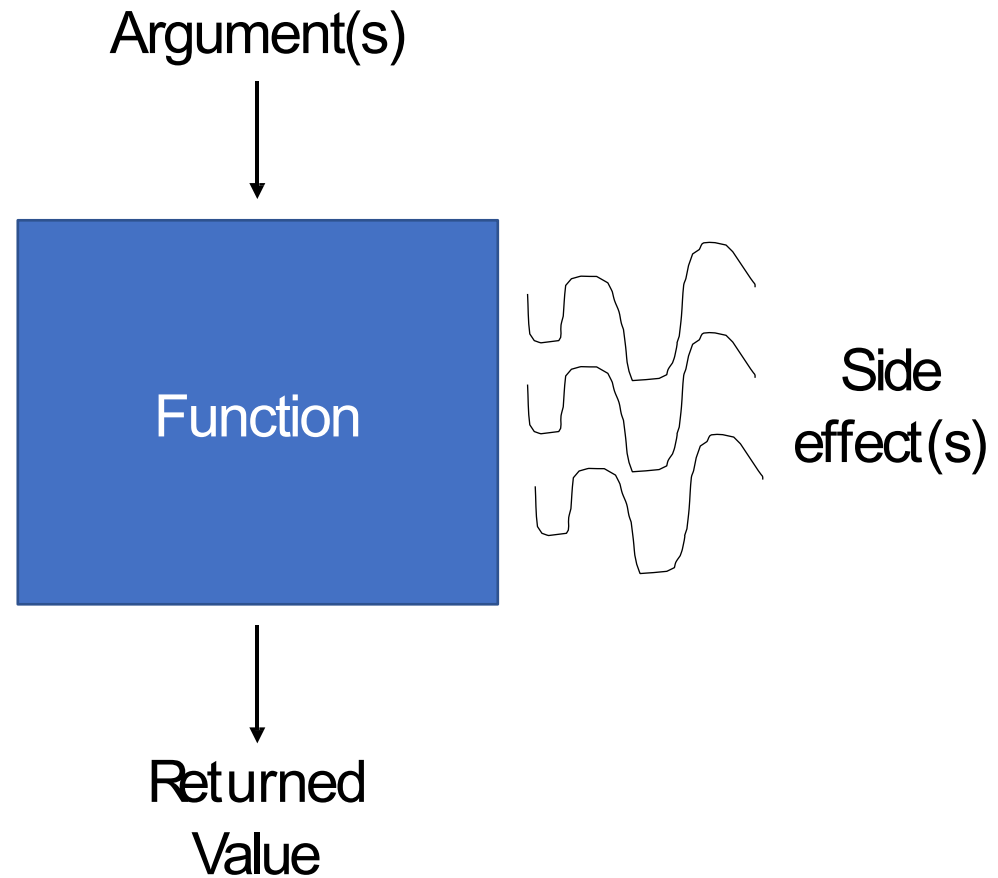 Argument(s)
Function
Side
effect(s)
Returned
Value